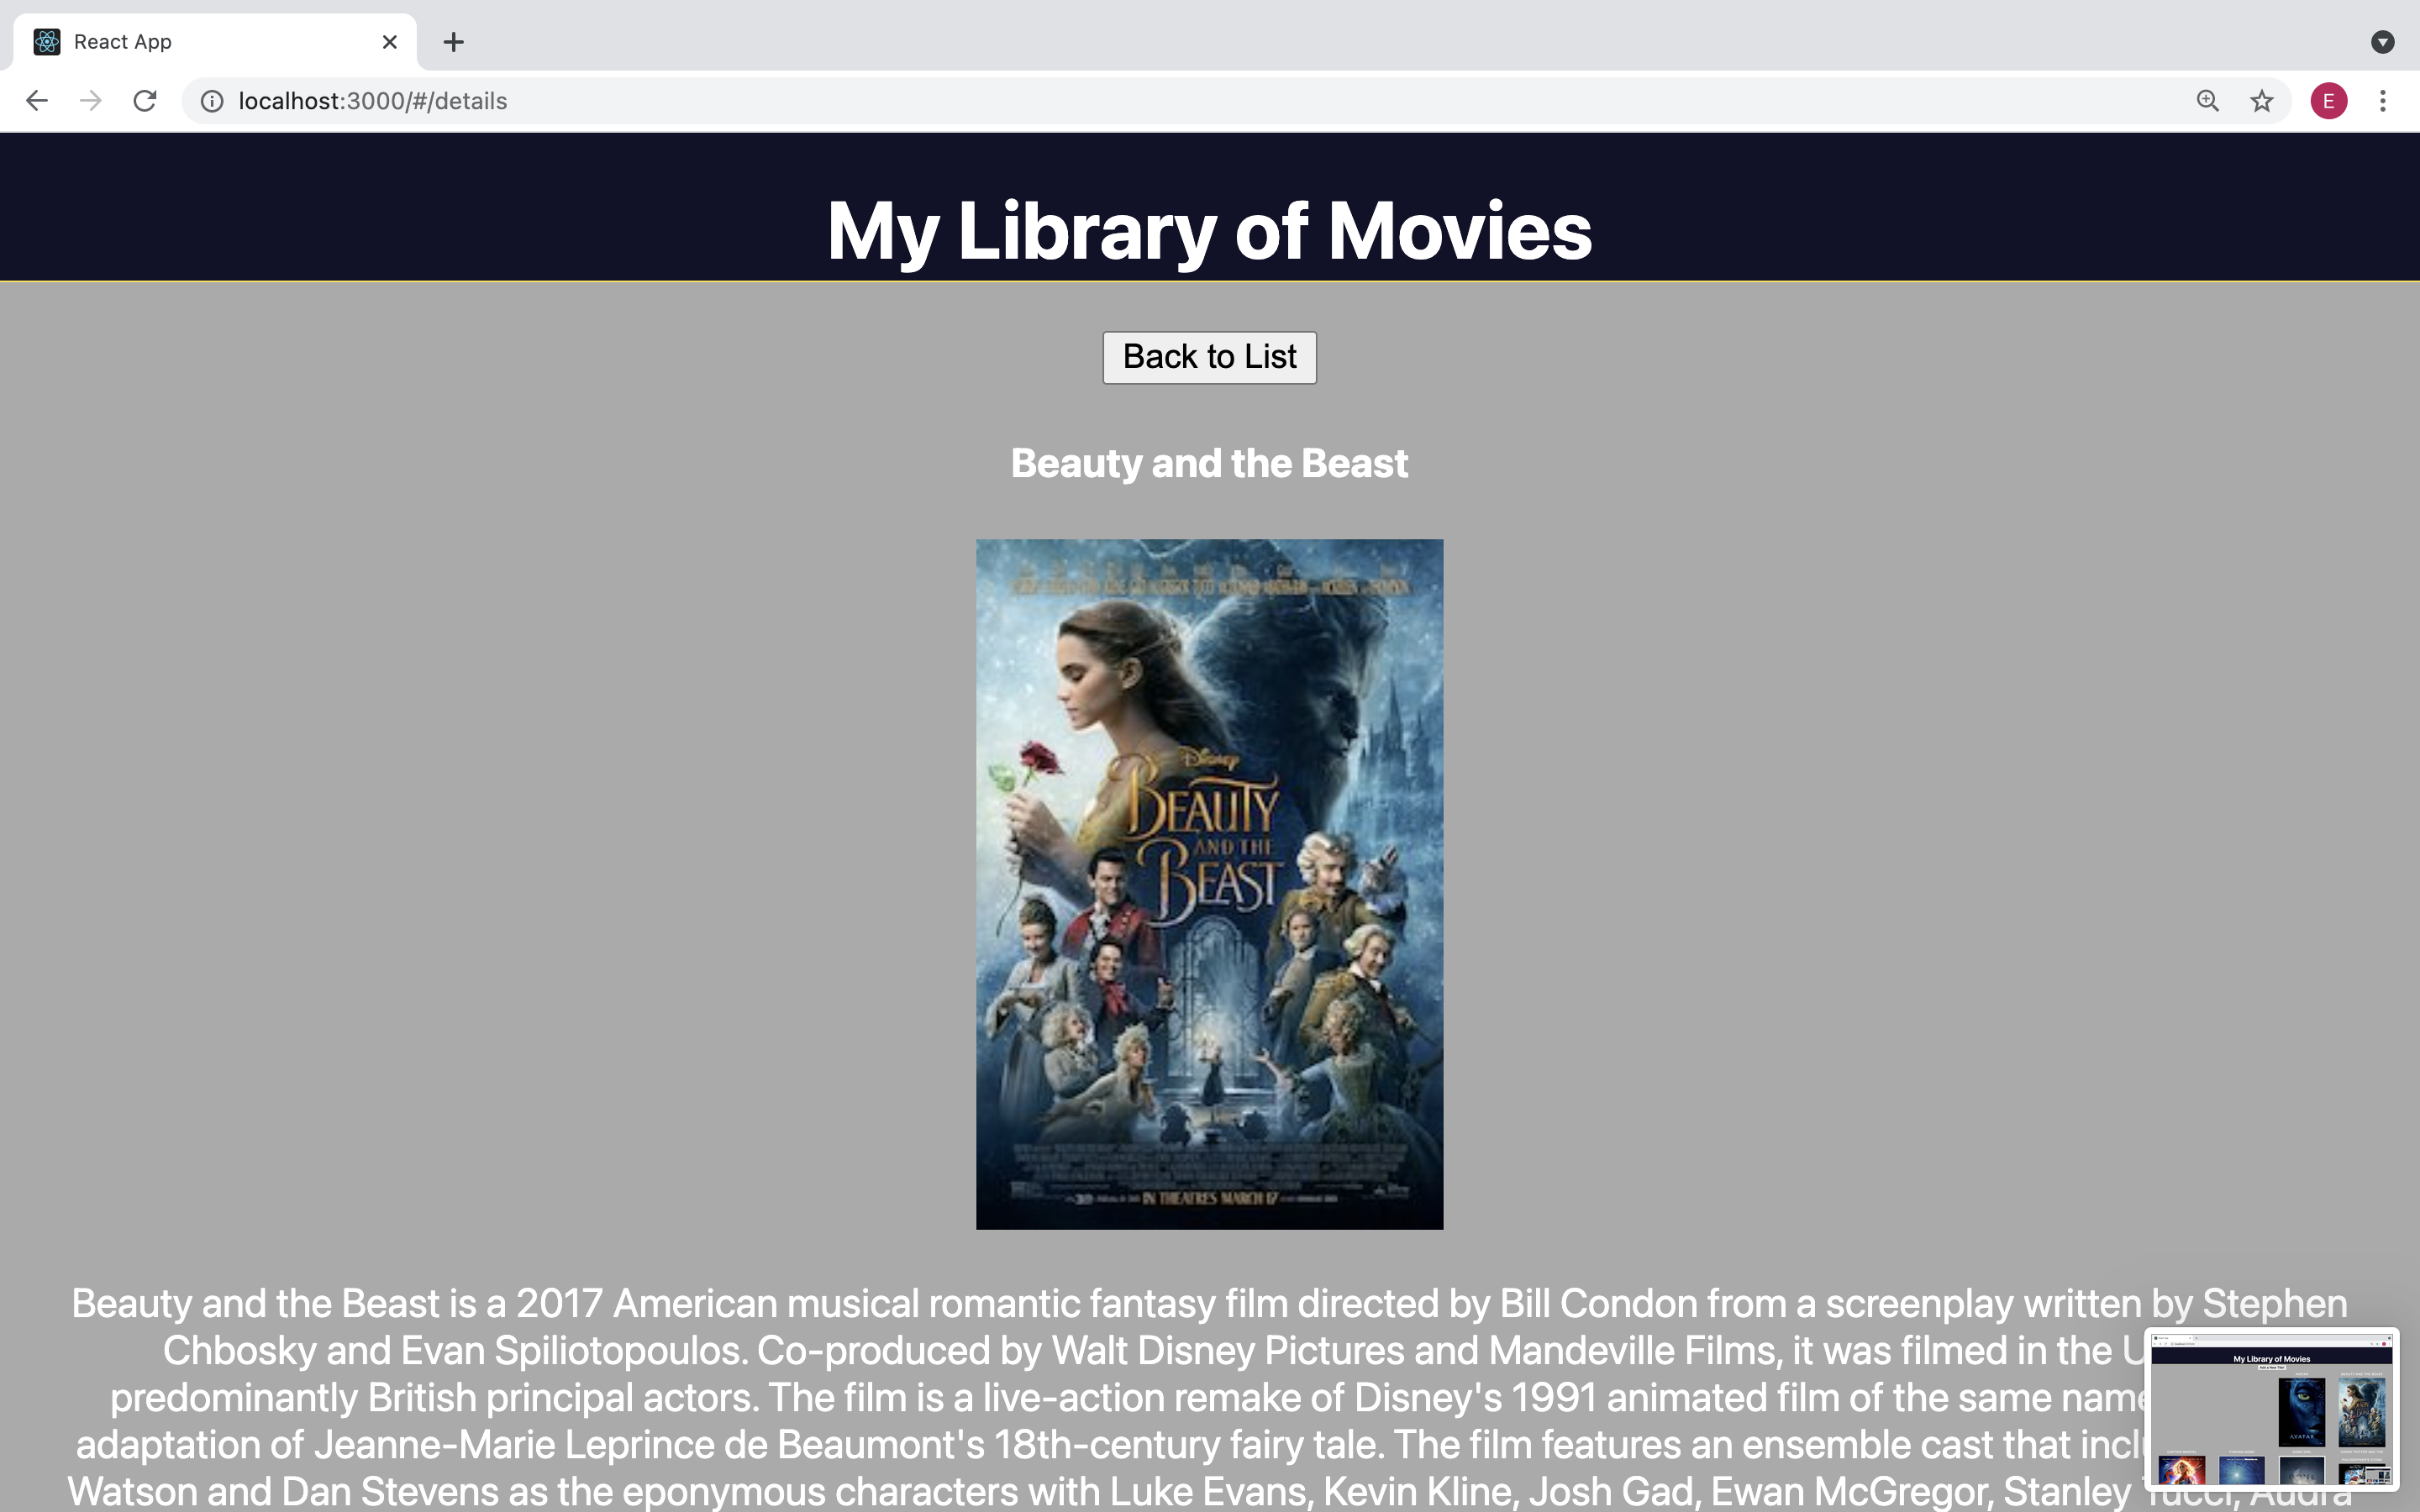 React App
localhost:3000/#/details
E
My Library of Movies
Back to List
Beauty and the Beast
Disney
BEAUTY
AND THE
BEAST
IN THEATRES MARCH 17
Beauty and the Beast is a 2017 American musical romantic fantasy film directed by Bill Condon from a screenplay written by Stephen
Chbosky and Evan Spiliotopoulos. Co-produced by Walt Disney Pictures and Mandeville Films, it was filmed in the
predominantly British principal actors. The film is a live-action remake of Disney's 1991 animated film of the same name
adaptation of Jeanne-Marie Leprince de Beaumont's 18th-century fairy tale. The film features an ensemble cast that
Watson and Dan Stevens as the eponymous characters with Luke Evans, Kevin Kline, Josh Gad, Ewan McGregor, Stanley Tucci, Audra
My Library of Movies
AVATAR